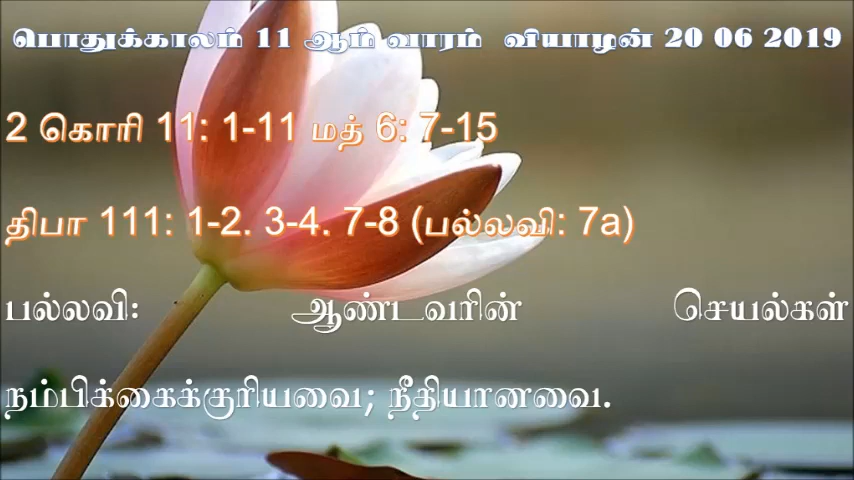 பொதுக்காலம் 11 ஆம் வாரம் வியாழன் 20 06 2019
2 கொரி 11: 1-11 மத் 6: 7-15
திபா 111: 1-2. 3-4. 7-8 (பல்லவி: 7a)
பல்லவி: ஆண்டவரின் செயல்கள்
நம்பிக்கைக்குரியவை; நீதியானவை.